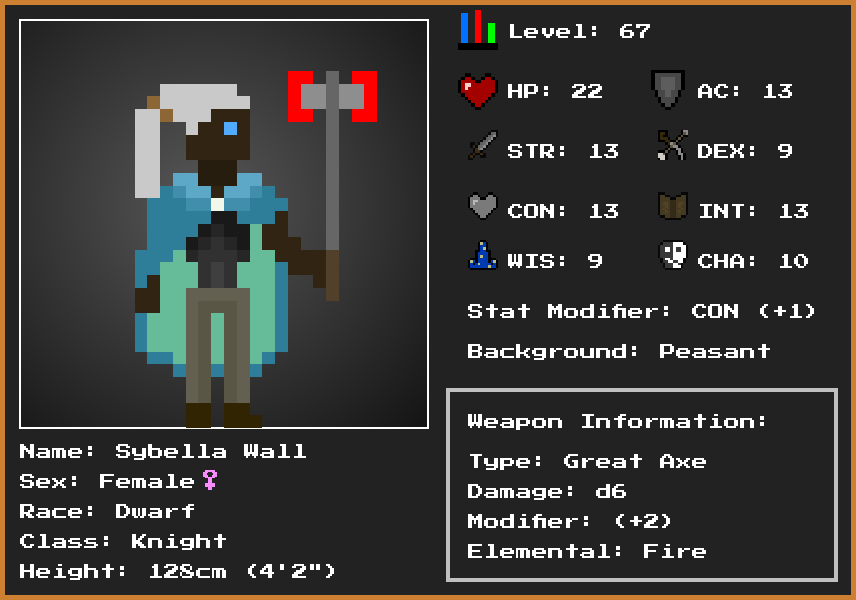 Level: 67
HP: 22
AC: 13
STR: 13
DEX: 9
CON: 13
INT: 13
WIS: 9
CHA: 10
Stat Modifier: CON (+1)
Background: Peasant
Weapon Information:
Type: Great Axe
Damage: d6
Modifier: (+2)
Elemental: Fire
Name: Sybella Wall
Sex: Female♀
Race: Dwarf
Class: Knight
Height: 128cm (4'2")